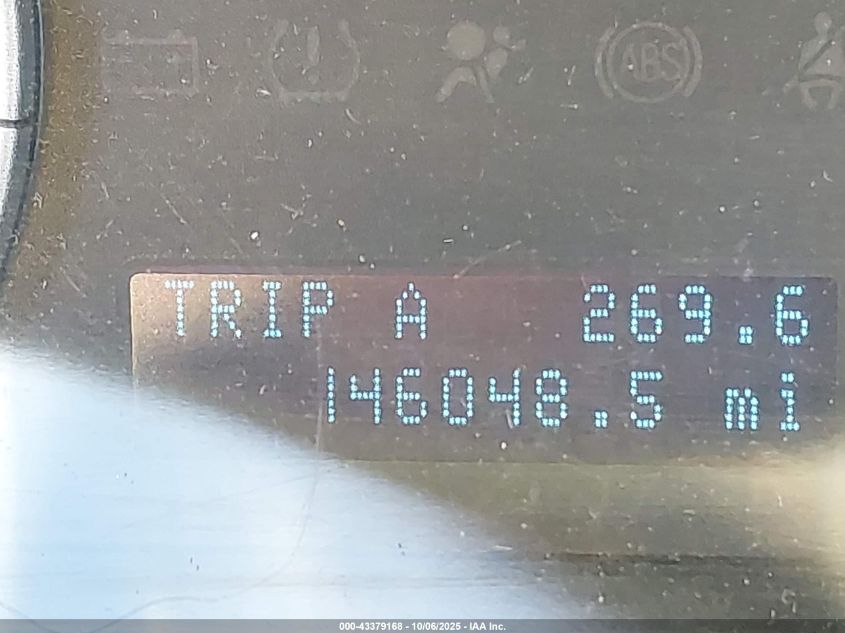 ABS
TRIP A 269.6
146048.5 mi
000-43379168 - 10/06/2025 - IAA Inc.